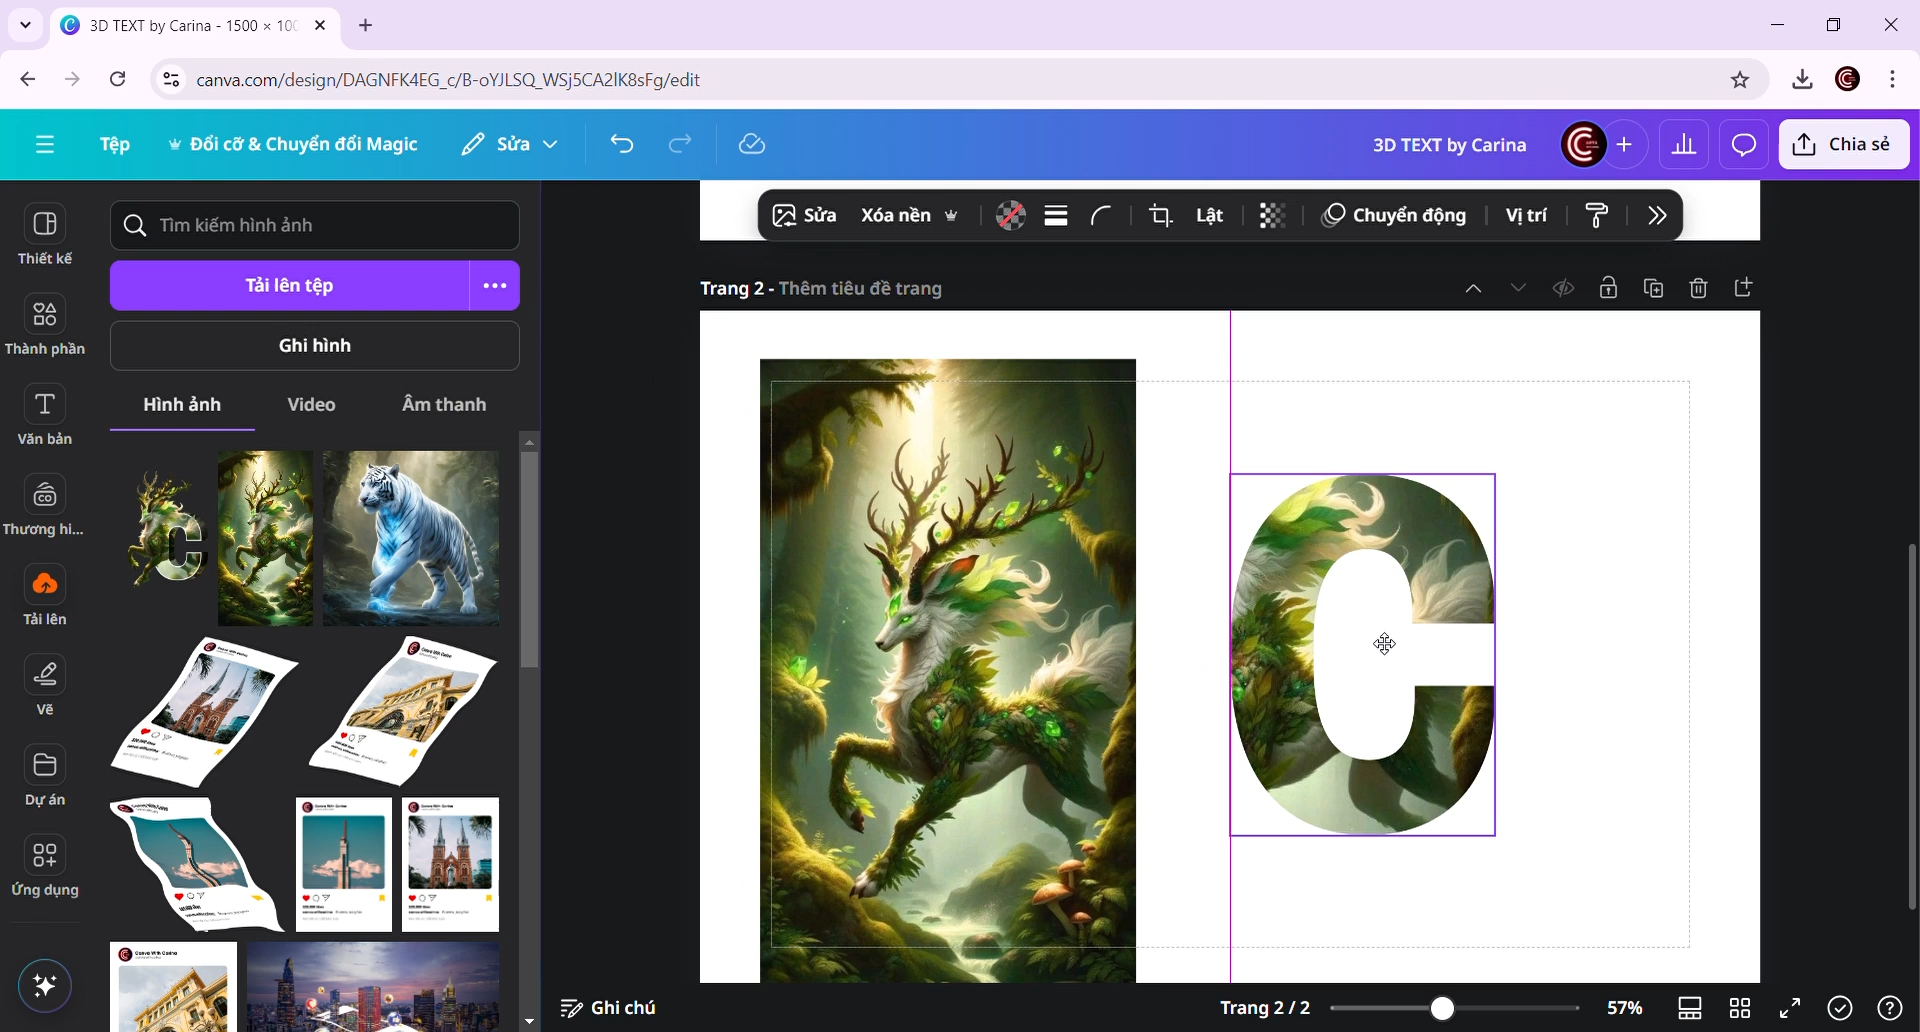 3D TEXT by Carina - 1500 × 100
canva.com/design/DAGNFK4EG_c/B-oYJLSQ_WSj5CA2lK8sFg/edit
Tệp
Đổi cỡ & Chuyển đổi Magic
Sửa
3D TEXT by Carina
Chia sẻ
Thiết kế
Thành phần
Văn bản
Thương hi...
Tải lên
Vẽ
Dự án
Ứng dụng
Tìm kiếm hình ảnh
Tải lên tệp
Ghi hình
Hình ảnh
Video
Âm thanh
Sửa
Xóa nền
Lật
Chuyển động
Vị trí
Trang 2 - Thêm tiêu đề trang
C
Ghi chú
Trang 2 / 2
57%